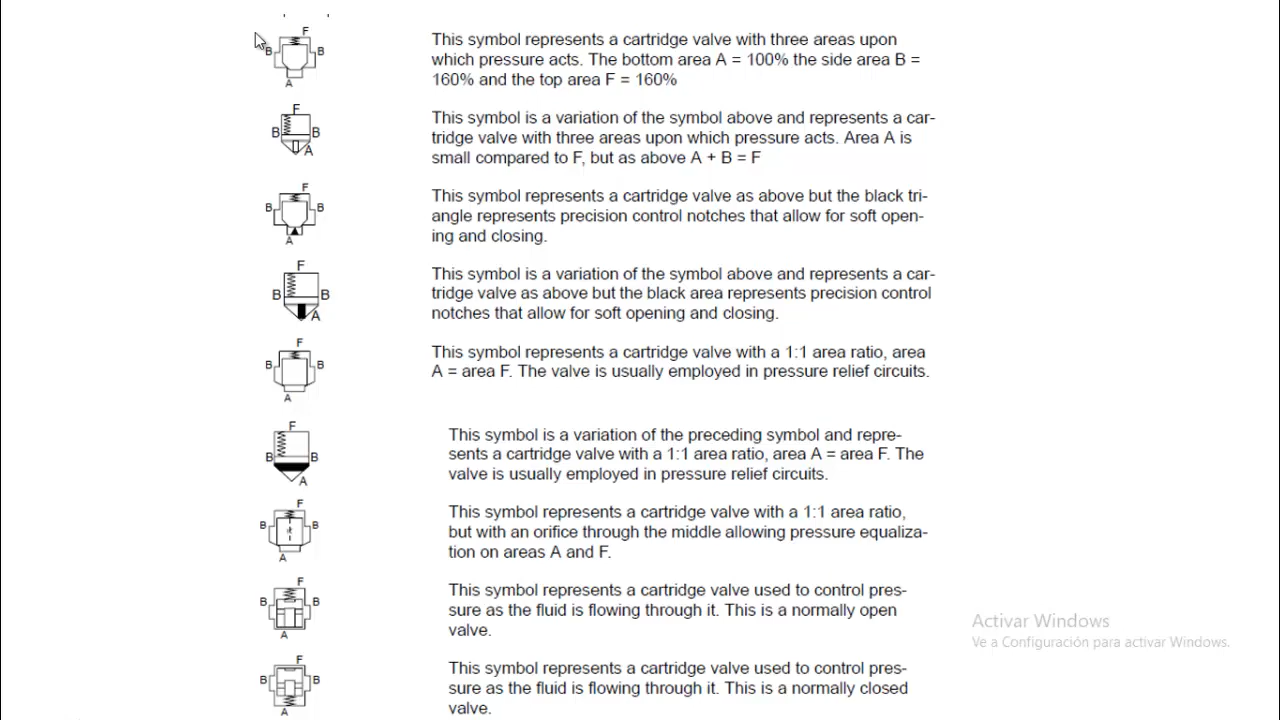 F
B B
A
This symbol represents a cartridge valve with three areas upon
which pressure acts. The bottom area A = 100% the side area B =
160% and the top area F = 160%
F
B B
A
This symbol is a variation of the symbol above and represents a car-
tridge valve with three areas upon which pressure acts. Area A is
small compared to F, but as above A + B = F
F
B B
A
This symbol represents a cartridge valve as above but the black tri-
angle represents precision control notches that allow for soft open-
ing and closing.
F
B B
A
This symbol is a variation of the symbol above and represents a car-
tridge valve as above but the black area represents precision control
notches that allow for soft opening and closing.
F
B B
A
This symbol represents a cartridge valve with a 1:1 area ratio, area
A = area F. The valve is usually employed in pressure relief circuits.
F
B B
A
This symbol is a variation of the preceding symbol and repre-
sents a cartridge valve with a 1:1 area ratio, area A = area F. The
valve is usually employed in pressure relief circuits.
F
B B
A
This symbol represents a cartridge valve with a 1:1 area ratio,
but with an orifice through the middle allowing pressure equaliza-
tion on areas A and F.
F
B B
A
This symbol represents a cartridge valve used to control pres-
sure as the fluid is flowing through it. This is a normally open
valve.
F
B B
A
This symbol represents a cartridge valve used to control pres-
sure as the fluid is flowing through it. This is a normally closed
valve.
Activar Windows
Ve a Configuración para activar Windows.